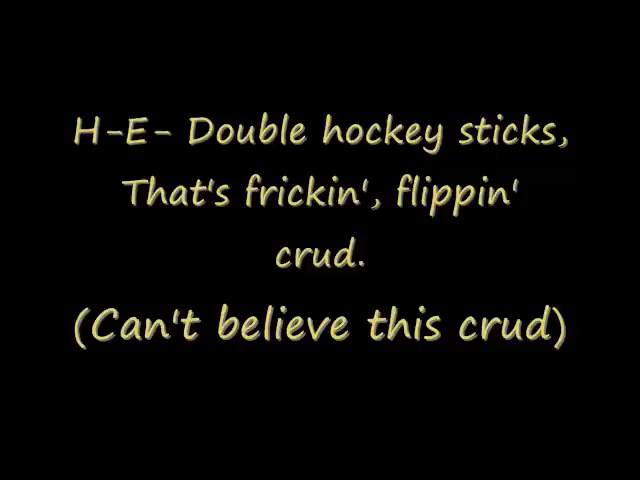 H-E- Double hockey sticks,
That's frickin', flippin'
crud.
(Can't believe this crud)